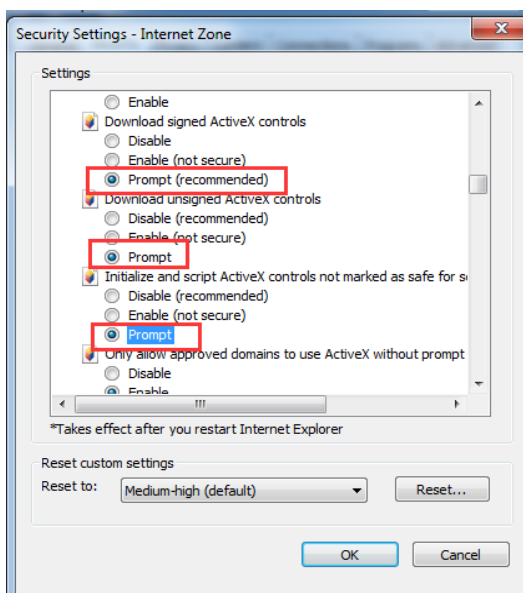 Security Settings - Internet Zone
Settings
Enable
Download signed ActiveX controls
Disable
Enable (not secure)
Prompt (recommended)
Download unsigned ActiveX controls
Disable (recommended)
Enable (not secure)
Prompt
Initialize and script ActiveX controls not marked as safe for s
Disable (recommended)
Enable (not secure)
Prompt
Only allow approved domains to use ActiveX without prompt
Disable
Enable
*Takes effect after you restart Internet Explorer
Reset custom settings
Reset to:
Medium-high (default)
Reset...
OK
Cancel